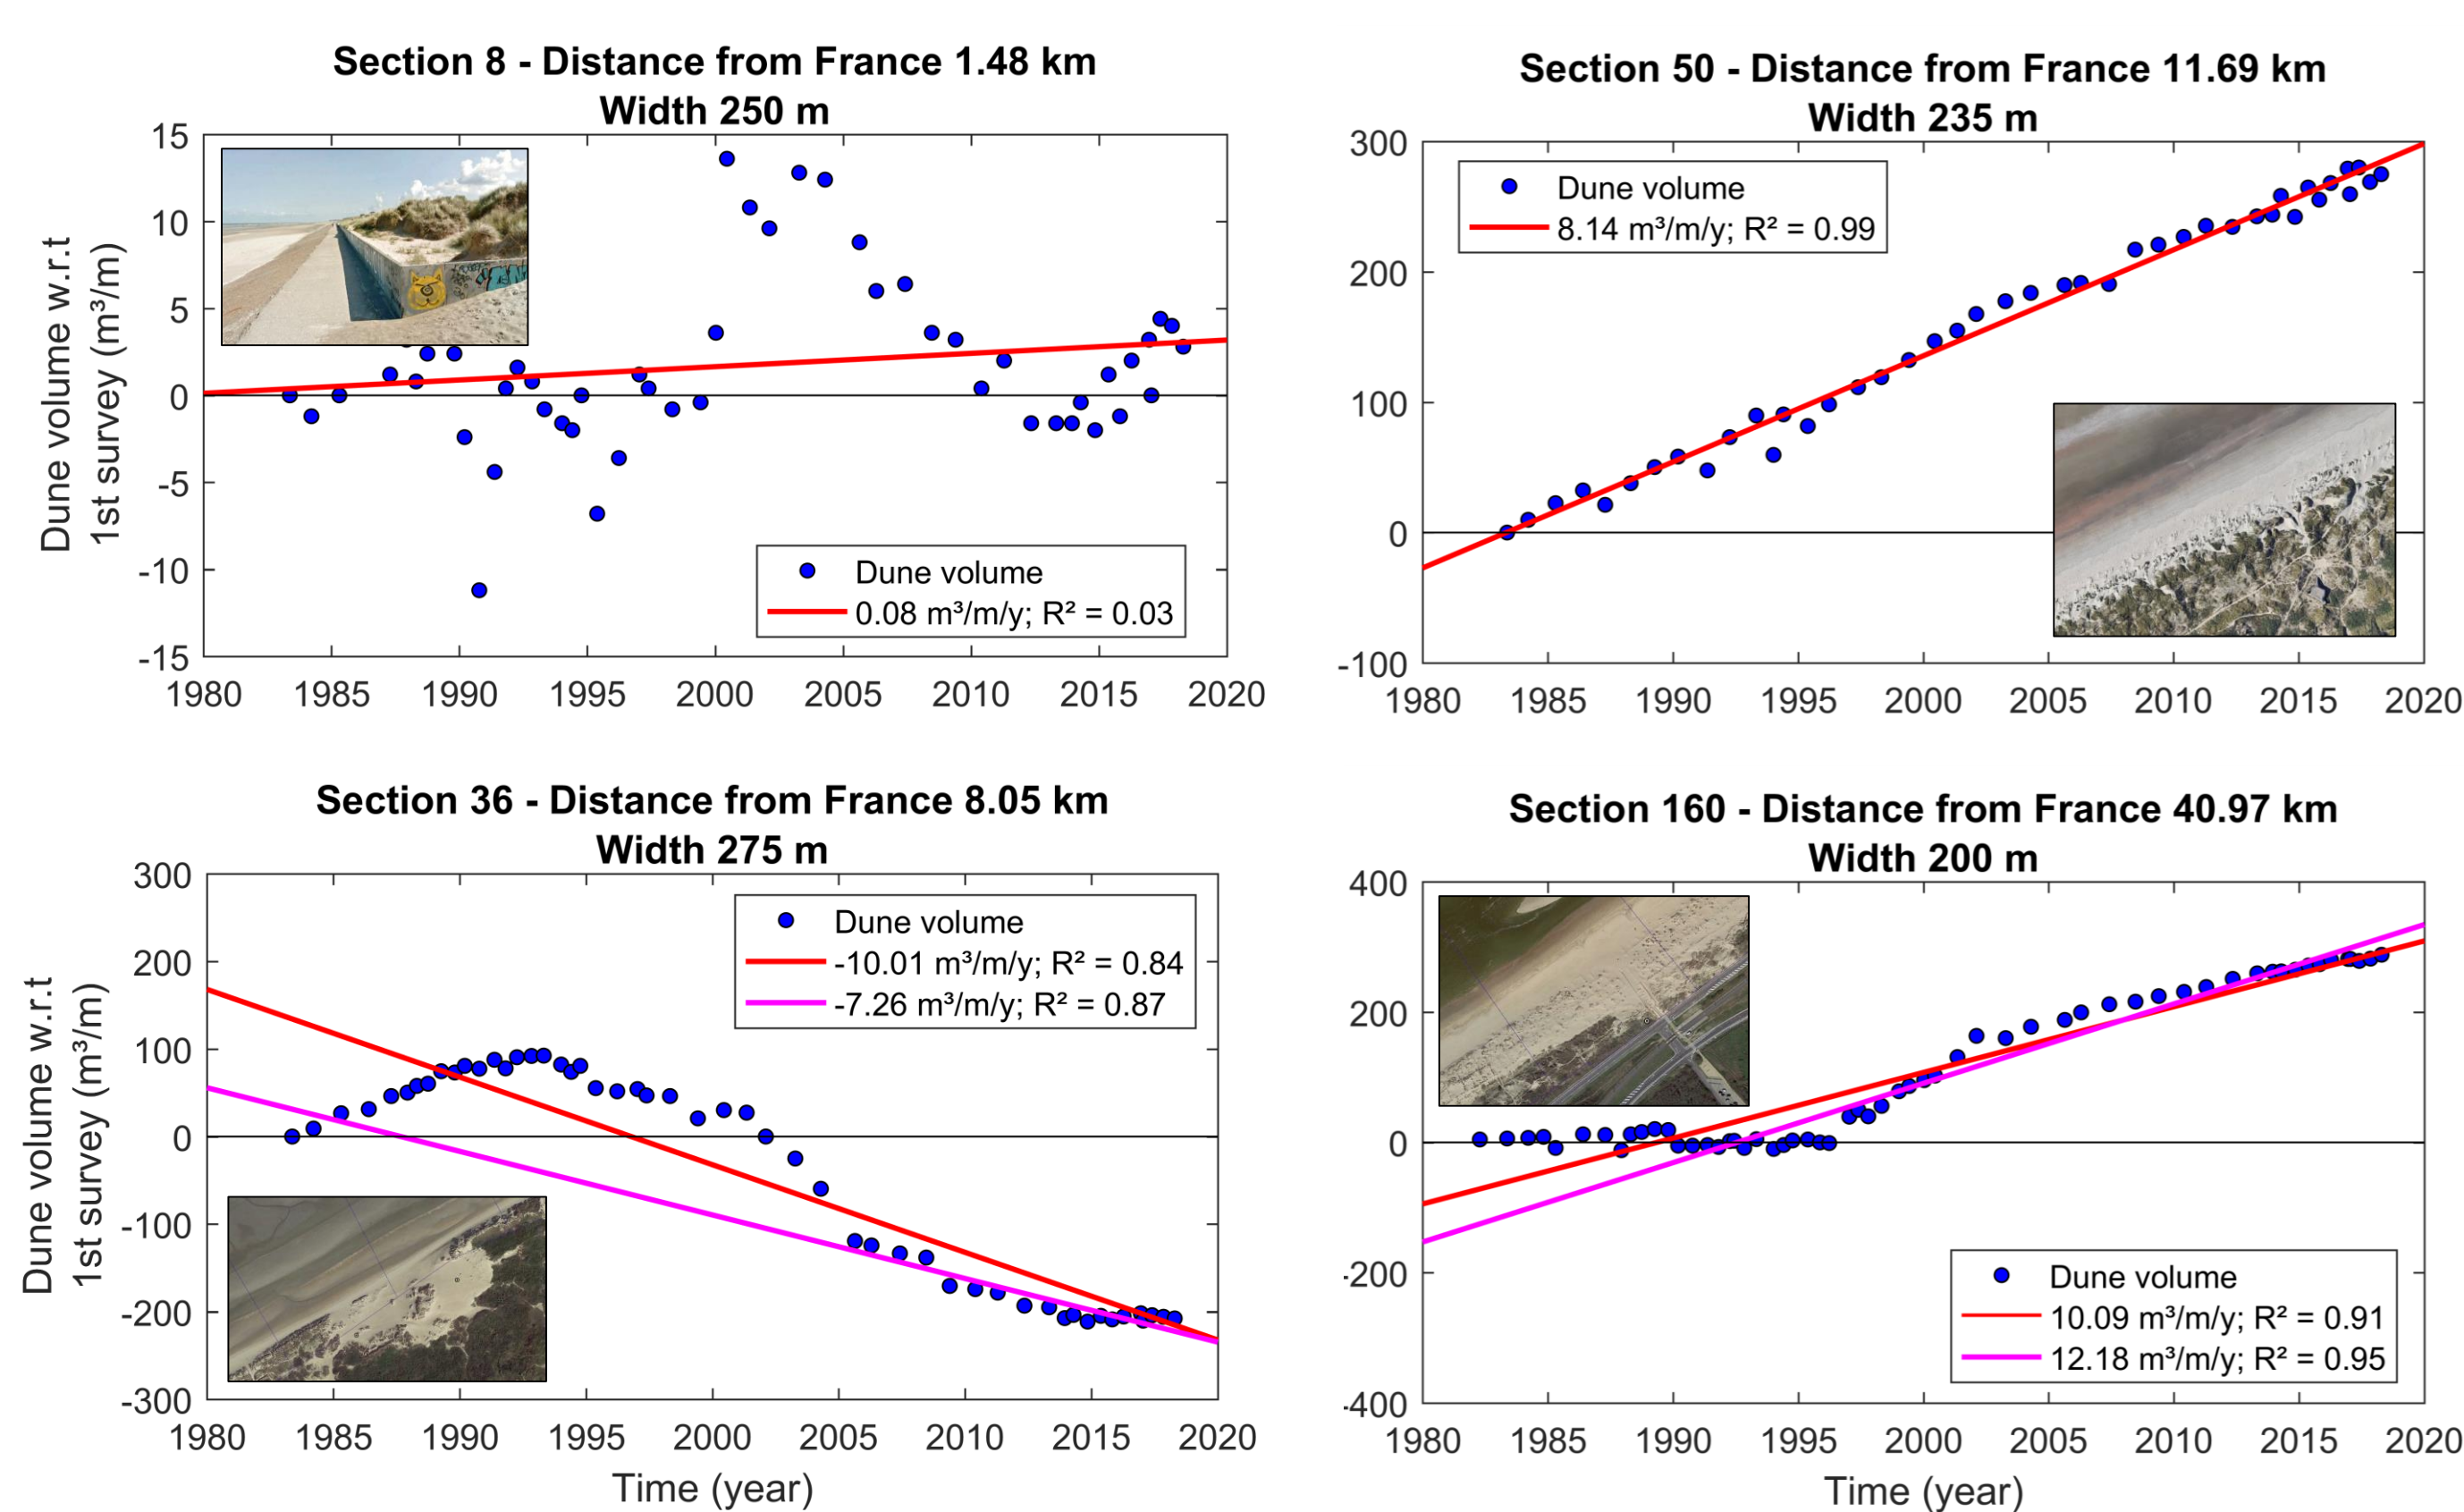 Section 8 - Distance from France 1.48 km
Width 250 m
Dune volume w.r.t
1st survey (m³/m)
15
10
5
0
-5
-10
-15
Dune volume
0.08 m³/m/y; R² = 0.03
1980 1985 1990 1995 2000 2005 2010 2015 2020
Section 50 - Distance from France 11.69 km
Width 235 m
300
200
100
0
-100
Dune volume
8.14 m³/m/y; R² = 0.99
1980 1985 1990 1995 2000 2005 2010 2015 2020
Section 36 - Distance from France 8.05 km
Width 275 m
Dune volume w.r.t
1st survey (m³/m)
300
200
100
0
-100
-200
-300
Dune volume
-10.01 m³/m/y; R² = 0.84
-7.26 m³/m/y; R² = 0.87
1980 1985 1990 1995 2000 2005 2010 2015 2020
Time (year)
Section 160 - Distance from France 40.97 km
Width 200 m
400
200
0
-200
-400
Dune volume
10.09 m³/m/y; R² = 0.91
12.18 m³/m/y; R² = 0.95
1980 1985 1990 1995 2000 2005 2010 2015 2020
Time (year)